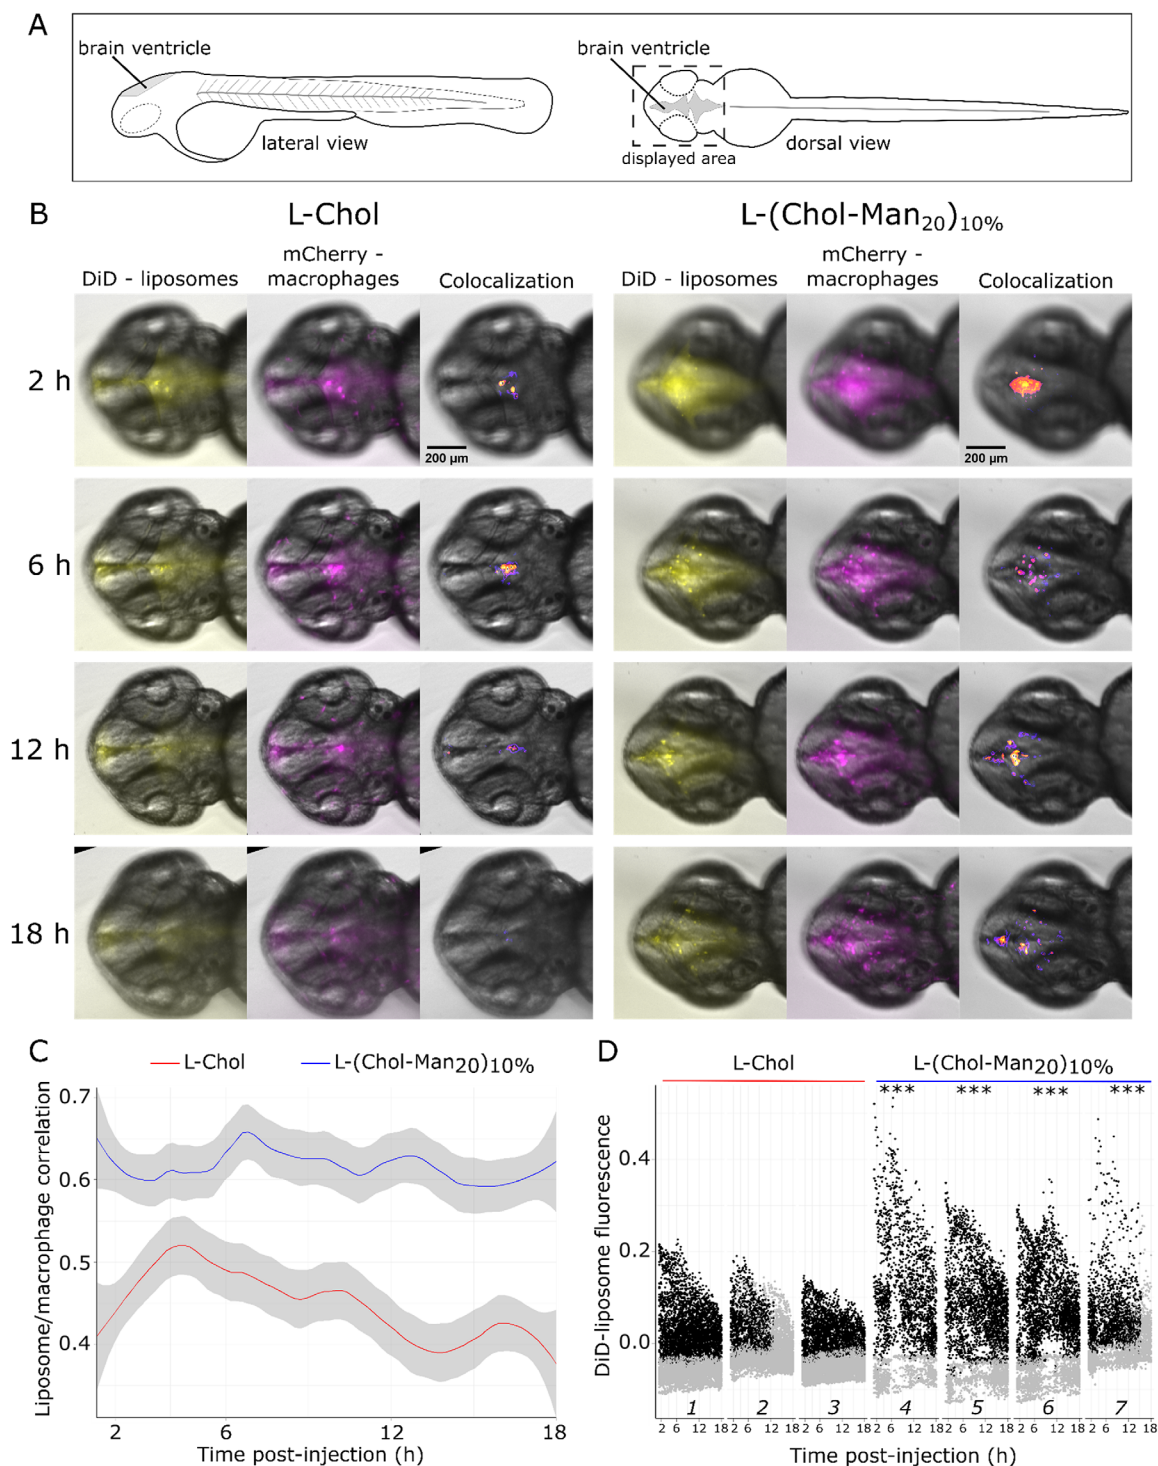 A
brain ventricle
brain ventricle
lateral view
displayed area
dorsal view
B
L-Chol
L-(Chol-Man20)10%
DiD - liposomes
mCherry -
macrophages
Colocalization
DiD - liposomes
mCherry -
macrophages
Colocalization
2 h
200 µm
200 µm
6 h
12 h
18 h
C
L-Chol
L-(Chol-Man20)10%
Liposome/macrophage correlation
0.7
0.6
0.5
0.4
2
6
12
18
Time post-injection (h)
D
L-Chol
L-(Chol-Man20)10%
***
***
***
***
DiD-liposome fluorescence
0.4
0.2
0.0
1
2
3
4
5
6
7
2 6 12 18
2 6 12 18
2 6 12 18
2 6 12 18
2 6 12 18
2 6 12 18
2 6 12 18
Time post-injection (h)